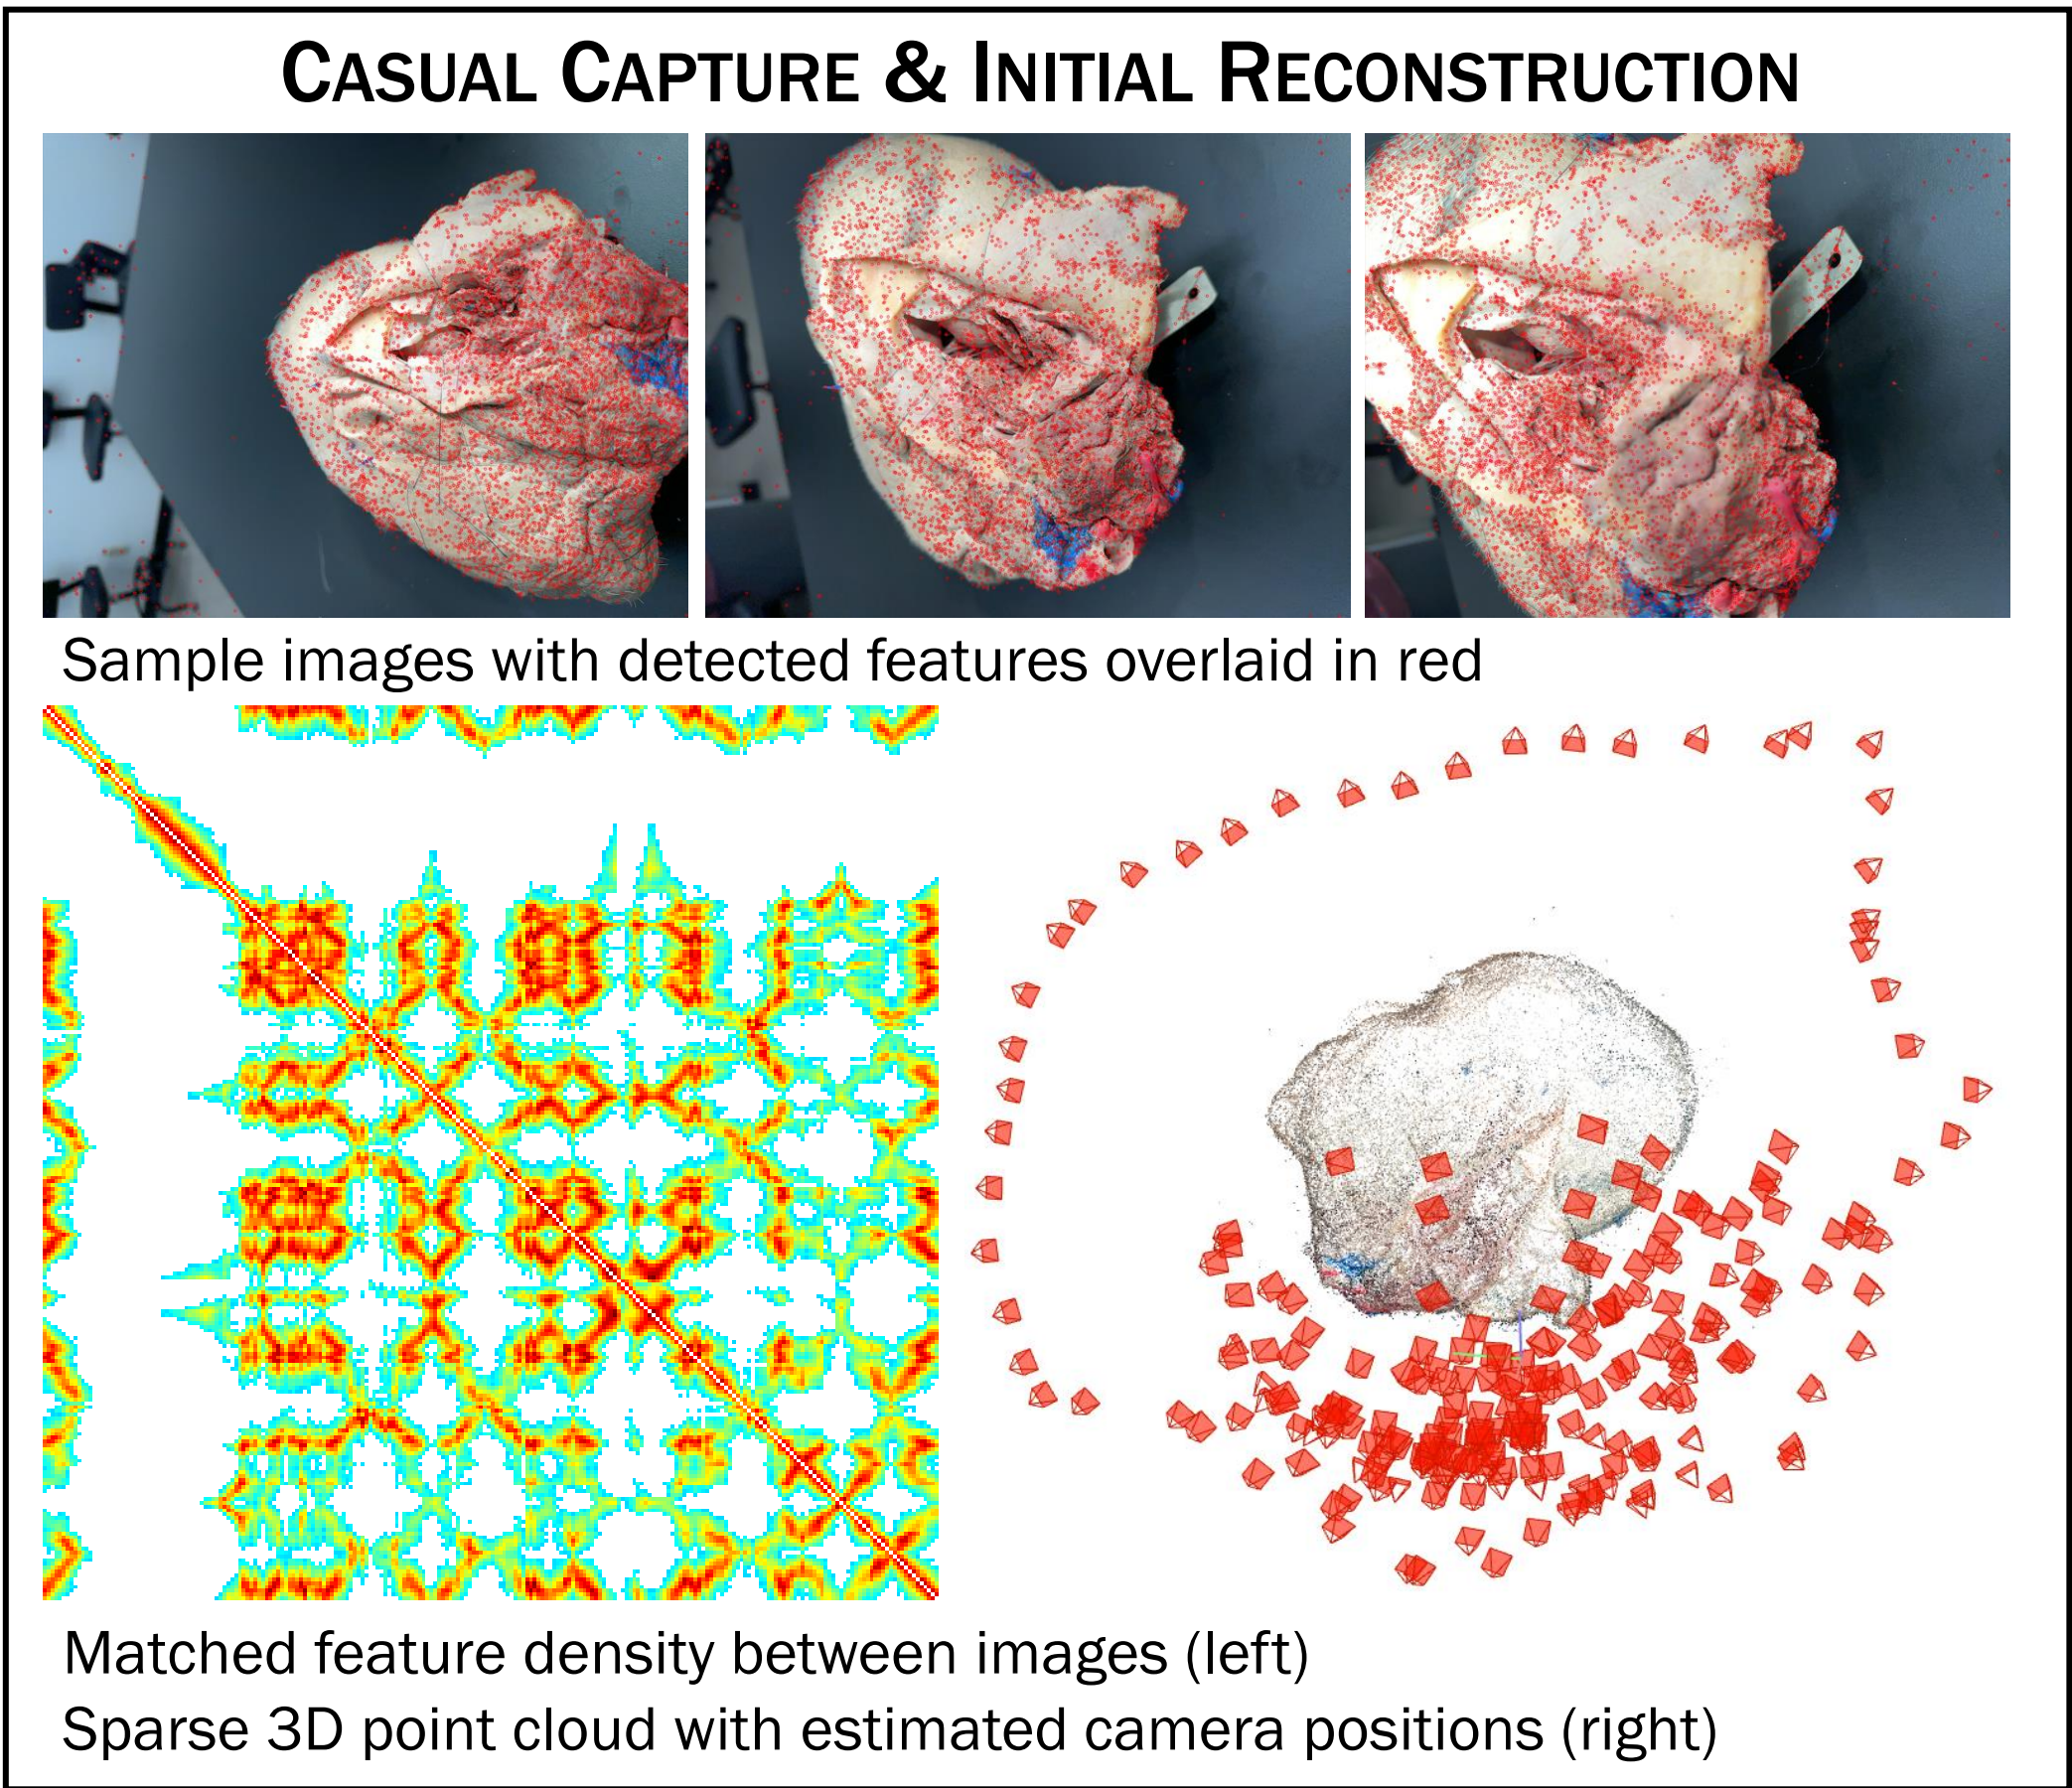 CASUAL CAPTURE & INITIAL RECONSTRUCTION
Sample images with detected features overlaid in red
Matched feature density between images (left)
Sparse 3D point cloud with estimated camera positions (right)